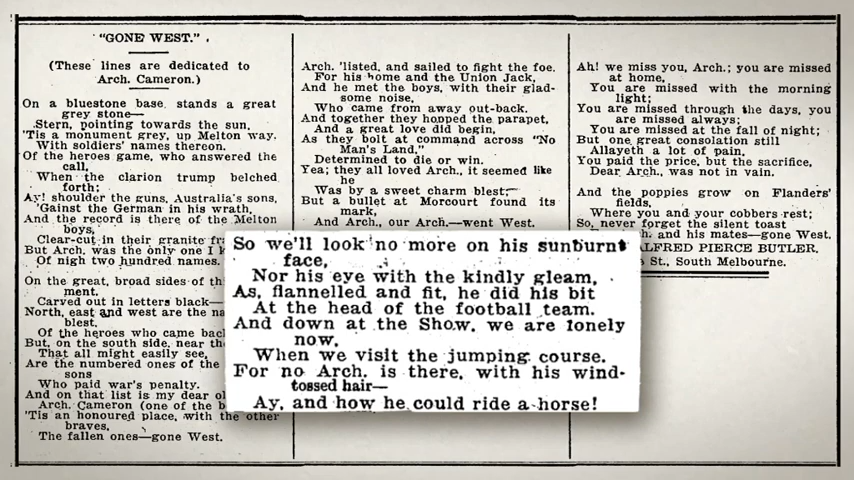 "GONE WEST."
(These lines are dedicated to
Arch. Cameron.)
On a bluestone base stands a great
grey stone—
Stern, pointing towards the sun,
'Tis a monument grey, up Melton way.
With soldiers' names thereon.
Of the heroes game, who answered the
call,
When the clarion trump belched
forth;
Ay! shoulder the guns, Australia's sons,
'Gainst the German in his wrath,
And the record is there of the Melton
boys,
Clear-cut in their granite
But Arch. was the only one I
Of nigh two hundred names.
On the great, broad sides of
ment,
Carved out in letters black—
North, east and west are the
blest,
Of the heroes who came
But, on the south side, near
That all might easily see,
Are the numbered ones of the
sons
Who paid war's penalty.
And on that list is my dear
Arch. Cameron (one of the
'Tis an honoured place, with the other
braves,
The fallen ones—gone West.
Arch. 'listed, and sailed to fight the foe.
For his home and the Union Jack,
And he met the boys, with their glad-
some noise,
Who came from away out-back.
And together they hopped the parapet,
And a great love did begin,
As they bolt at command across "No
Man's Land,"
Determined to die or win.
Yea; they all loved Arch., it seemed like
he
Was by a sweet charm blest;
But a bullet at Morcourt found its
mark,
And Arch., our Arch.—went West.
So we'll look no more on his sunburnt
face,
Nor his eye with the kindly gleam,
As, flannelled and fit, he did his bit
At the head of the football team.
And down at the Show, we are lonely
now,
When we visit the jumping course.
For no Arch. is there, with his wind-
tossed hair—
Ay, and how he could ride a horse!
Ah! we miss you, Arch.; you are missed
at home,
You are missed with the morning
light;
You are missed through the days, you
are missed always;
You are missed at the fall of night;
But one great consolation still
Allayeth a lot of pain,
You paid the price, but the sacrifice,
Dear Arch., was not in vain.
And the poppies grow on Flanders'
fields,
Where you and your cobbers rest;
So, never forget the silent toast
and his mates—gone West.
ALFRED PIERCE BUTLER.
St., South Melbourne.